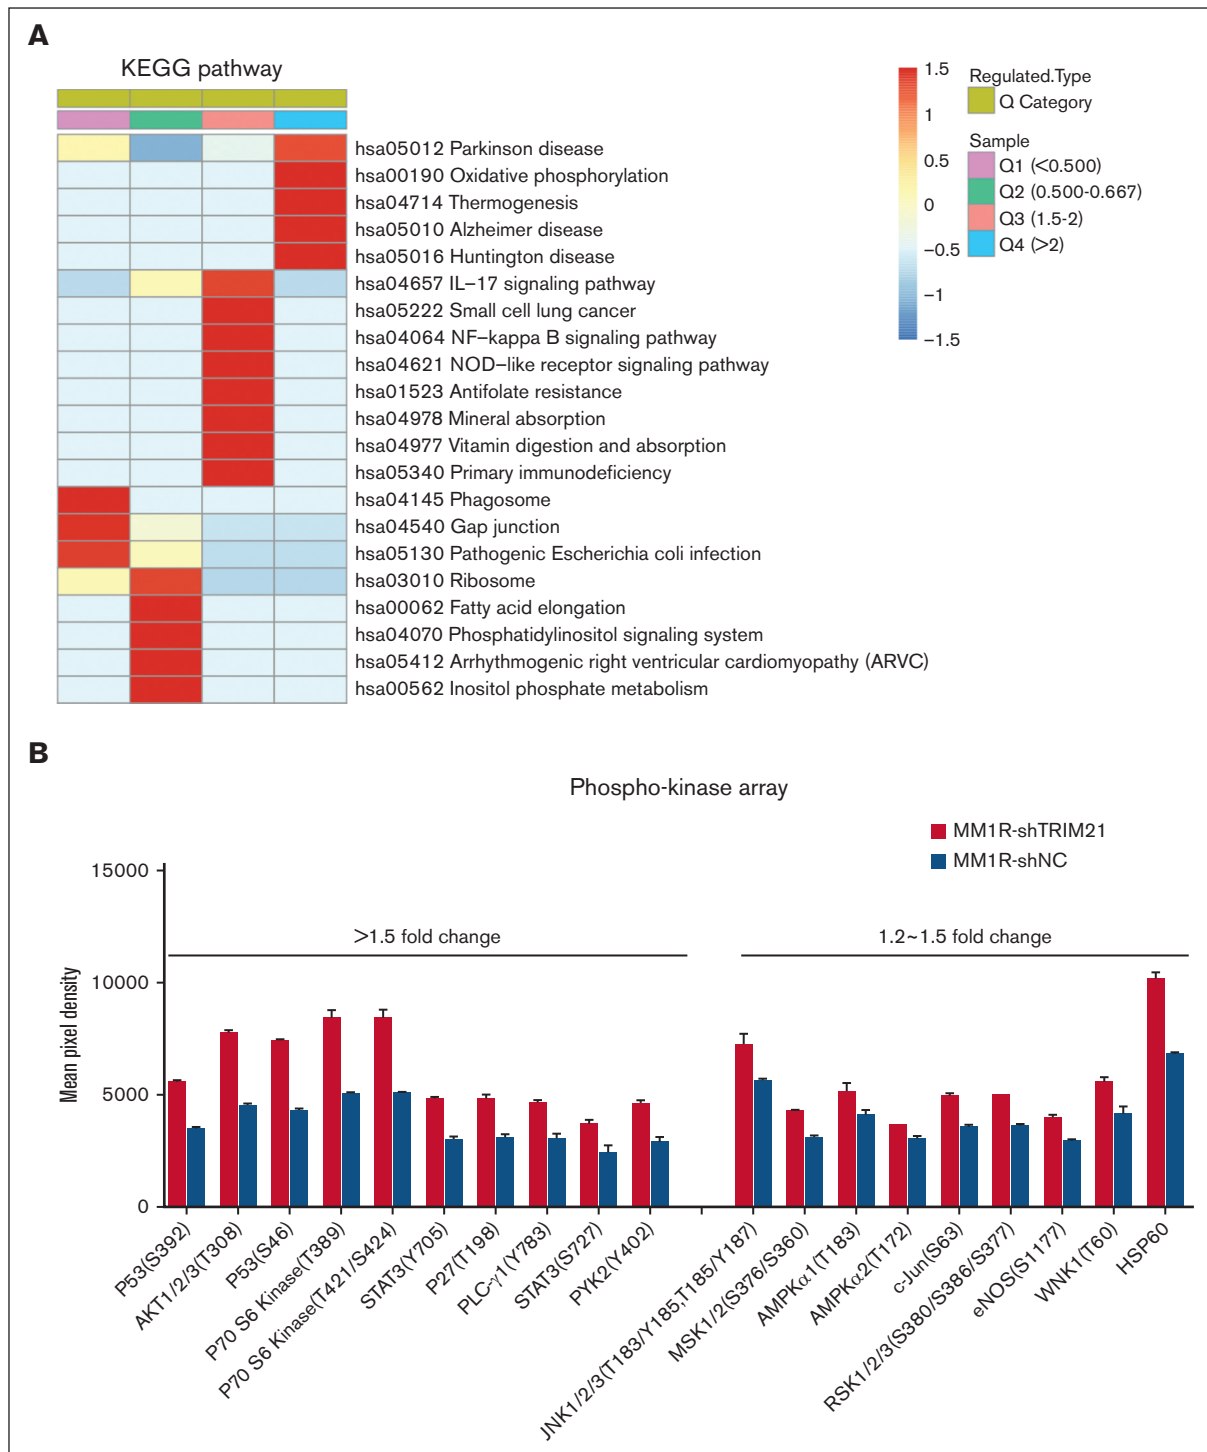 A
KEGG pathway
hsa05012 Parkinson disease
hsa00190 Oxidative phosphorylation
hsa04714 Thermogenesis
hsa05010 Alzheimer disease
hsa05016 Huntington disease
hsa04657 IL–17 signaling pathway
hsa05222 Small cell lung cancer
hsa04064 NF–kappa B signaling pathway
hsa04621 NOD–like receptor signaling pathway
hsa01523 Antifolate resistance
hsa04978 Mineral absorption
hsa04977 Vitamin digestion and absorption
hsa05340 Primary immunodeficiency
hsa04145 Phagosome
hsa04540 Gap junction
hsa05130 Pathogenic Escherichia coli infection
hsa03010 Ribosome
hsa00062 Fatty acid elongation
hsa04070 Phosphatidylinositol signaling system
hsa05412 Arrhythmogenic right ventricular cardiomyopathy (ARVC)
hsa00562 Inositol phosphate metabolism
1.5
1
0.5
0
−0.5
−1
−1.5
Regulated.Type
Q Category
Sample
Q1 (<0.500)
Q2 (0.500-0.667)
Q3 (1.5-2)
Q4 (>2)
B
Phospho-kinase array
MM1R-shTRIM21
MM1R-shNC
>1.5 fold change
1.2~1.5 fold change
Mean pixel density
15000
10000
5000
0
P53(S392)
AKT1/2/3(T308)
P53(S46)
P70 S6 Kinase(T389)
P70 S6 Kinase(T421/S424)
STAT3(Y705)
P27(T198)
PLC-γ1(Y783)
STAT3(S727)
PYK2(Y402)
JNK1/2/3(T183/Y185,T185/Y187)
MSK1/2(S376/S360)
AMPKα1(T183)
AMPKα2(T172)
c-Jun(S63)
RSK1/2/3(S380/S386/S377)
eNOS(S1177)
WNK1(T60)
HSP60